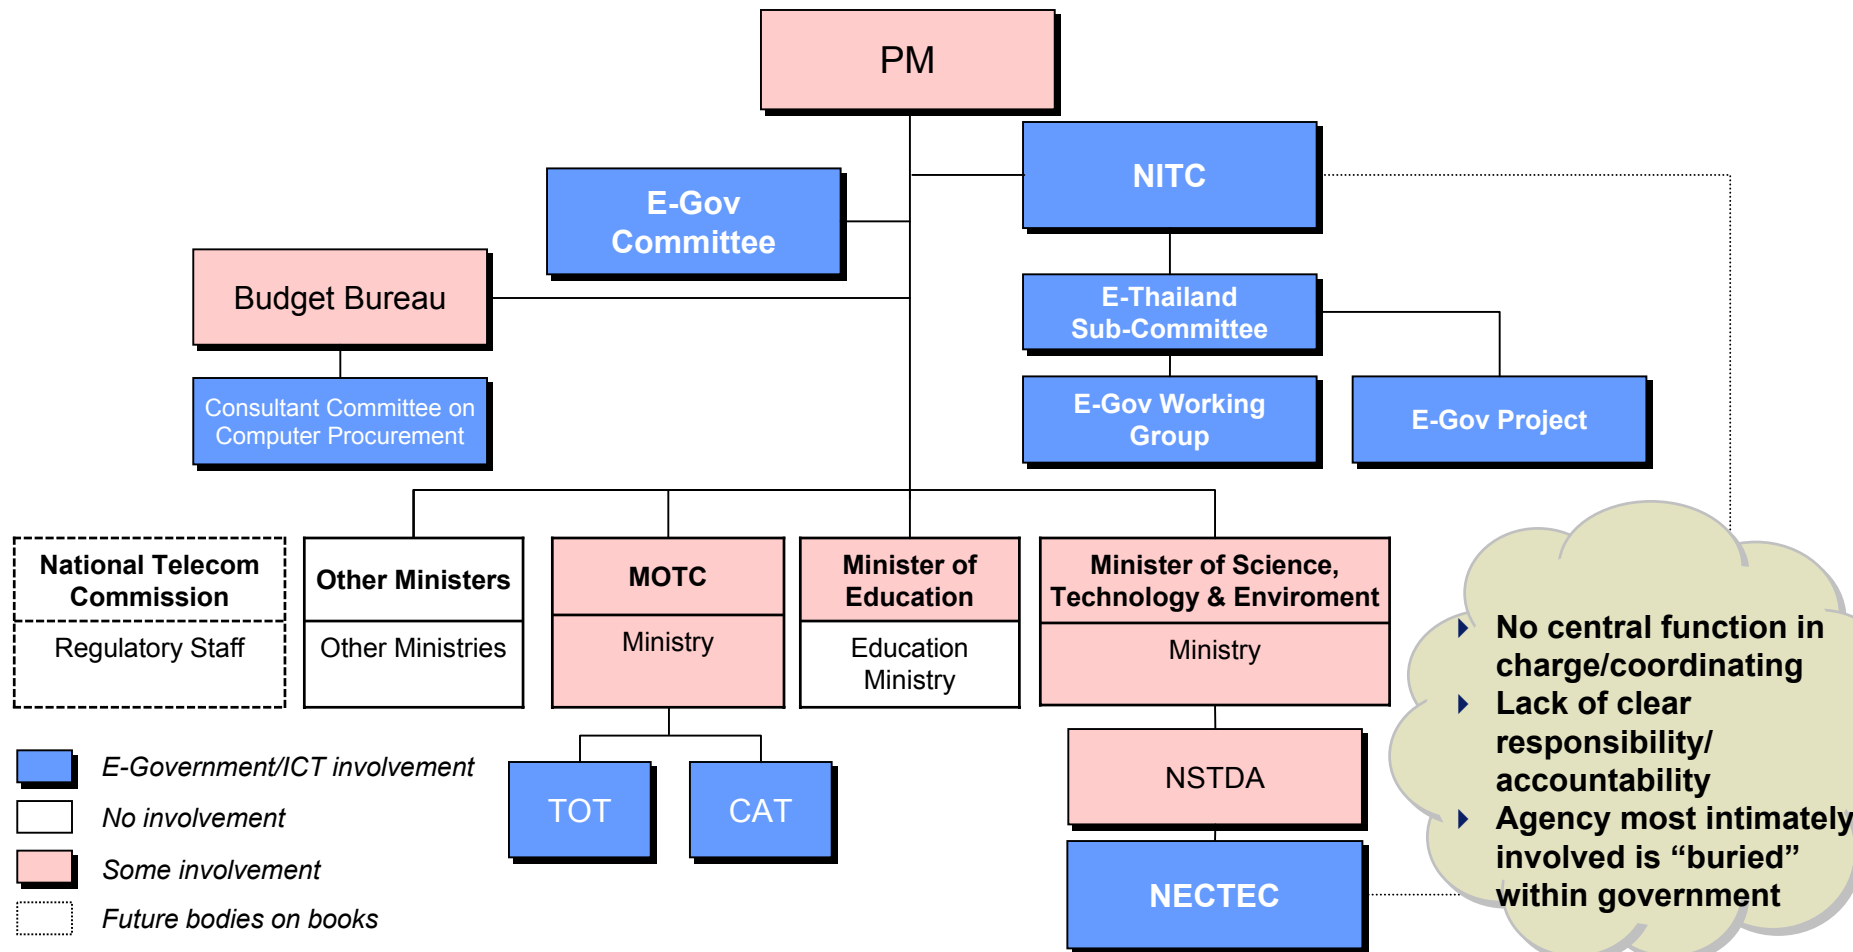 PM
NITC
E-Gov
Committee
Budget Bureau
E-Thailand
Sub-Committee
Consultant Committee on
Computer Procurement
E-Gov Working
Group
E-Gov Project
National Telecom
Commission
Regulatory Staff
Other Ministers
Other Ministries
MOTC
Ministry
Minister of
Education
Education
Ministry
Minister of Science,
Technology & Enviroment
Ministry
TOT
CAT
NSTDA
NECTEC
No central function in
charge/coordinating
Lack of clear
responsibility/
accountability
Agency most intimately
involved is “buried”
within government
E-Government/ICT involvement
No involvement
Some involvement
Future bodies on books